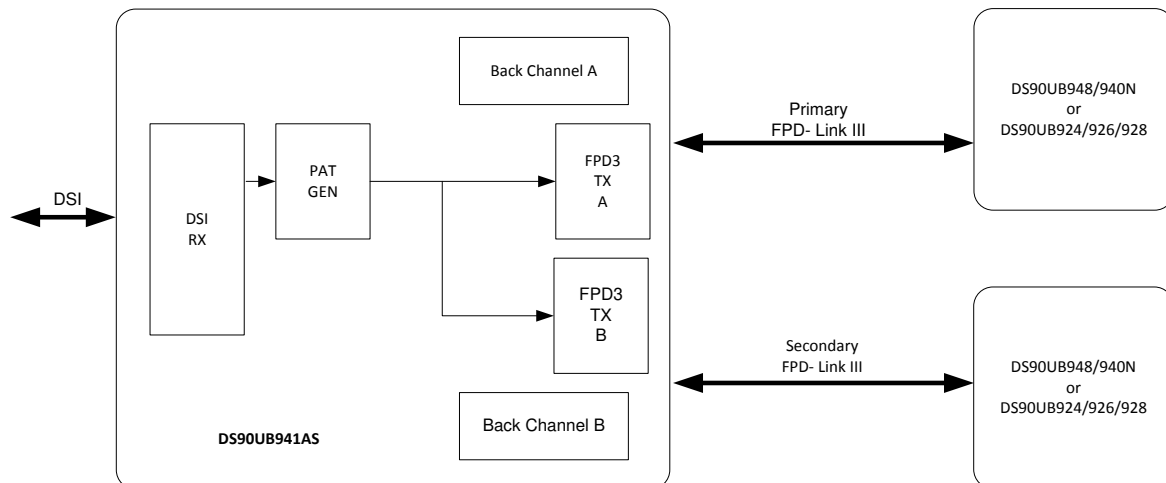 DSI
DSI
RX
PAT
GEN
Back Channel A
FPD3
TX
A
FPD3
TX
B
Back Channel B
DS90UB941AS
Primary
FPD- Link III
DS90UB948/940N
or
DS90UB924/926/928
Secondary
FPD- Link III
DS90UB948/940N
or
DS90UB924/926/928